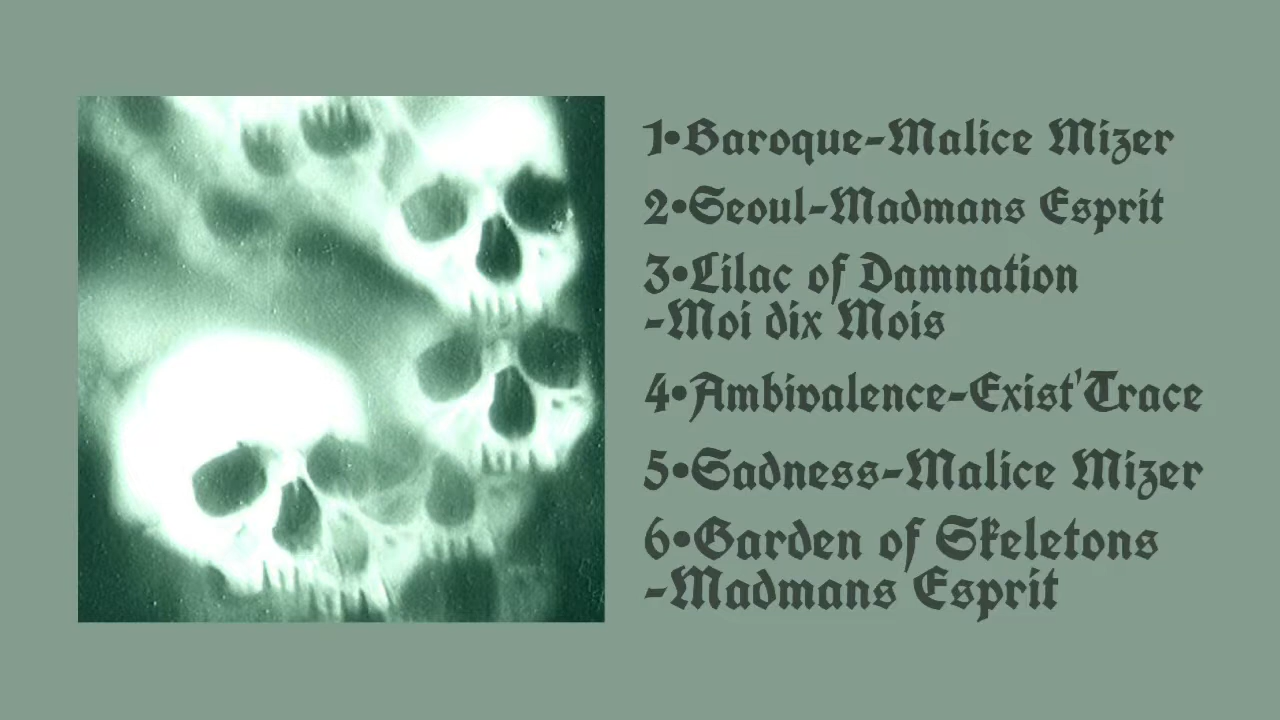 1•Baroque-Malice Mizer
2•Seoul-Madmans Esprit
3•Lilac of Damnation
-Moi dix Mois
4•Ambivalence-Exist'Trace
5•Sadness-Malice Mizer
6•Garden of Skeletons
-Madmans Esprit